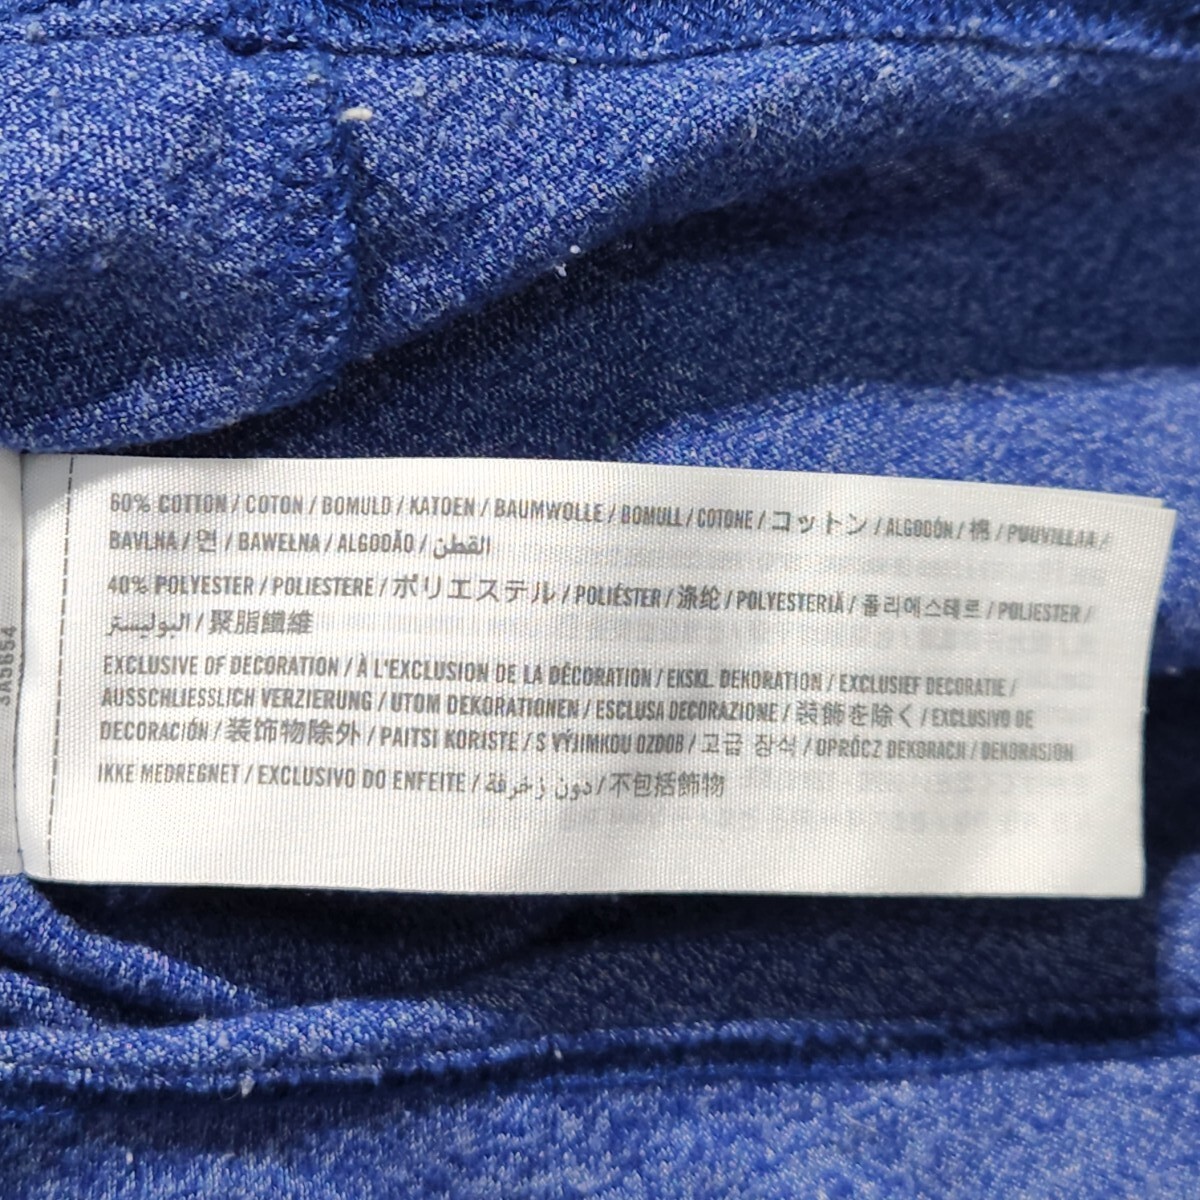 60% COTTON / COTON / BOMULD / KATOEN / BAUMWOLLE / BOMULL / COTONE / コットン / ALGODÓN / 棉 / PUUVILLAA /
BAVLNA / 면 / BAWEŁNA / ALGODÃO / القطن
40% POLYESTER / POLIESTERE / ポリエステル / POLIÉSTER / 涤纶 / POLYESTERIÄ / 폴리에스테르 / POLIESTER /
البوليستر / 聚脂纖維
EXCLUSIVE OF DECORATION / À L'EXCLUSION DE LA DÉCORATION / EKSKL. DEKORATION / EXCLUSIEF DECORATIE /
AUSSCHLIESSLICH VERZIERUNG / UTOM DEKORATIONEN / ESCLUSA DECORAZIONE / 装飾を除く / EXCLUSIVO DE
DECORACIÓN / 装饰物除外 / PAITSI KORISTE / S VÝJIMKOU OZDOB / 고급 장식 / OPRÓCZ DEKORACJI / DEKORASJON
IKKE MEDREGNET / EXCLUSIVO DO ENFEITE / دون زخرفة / 不包括飾物